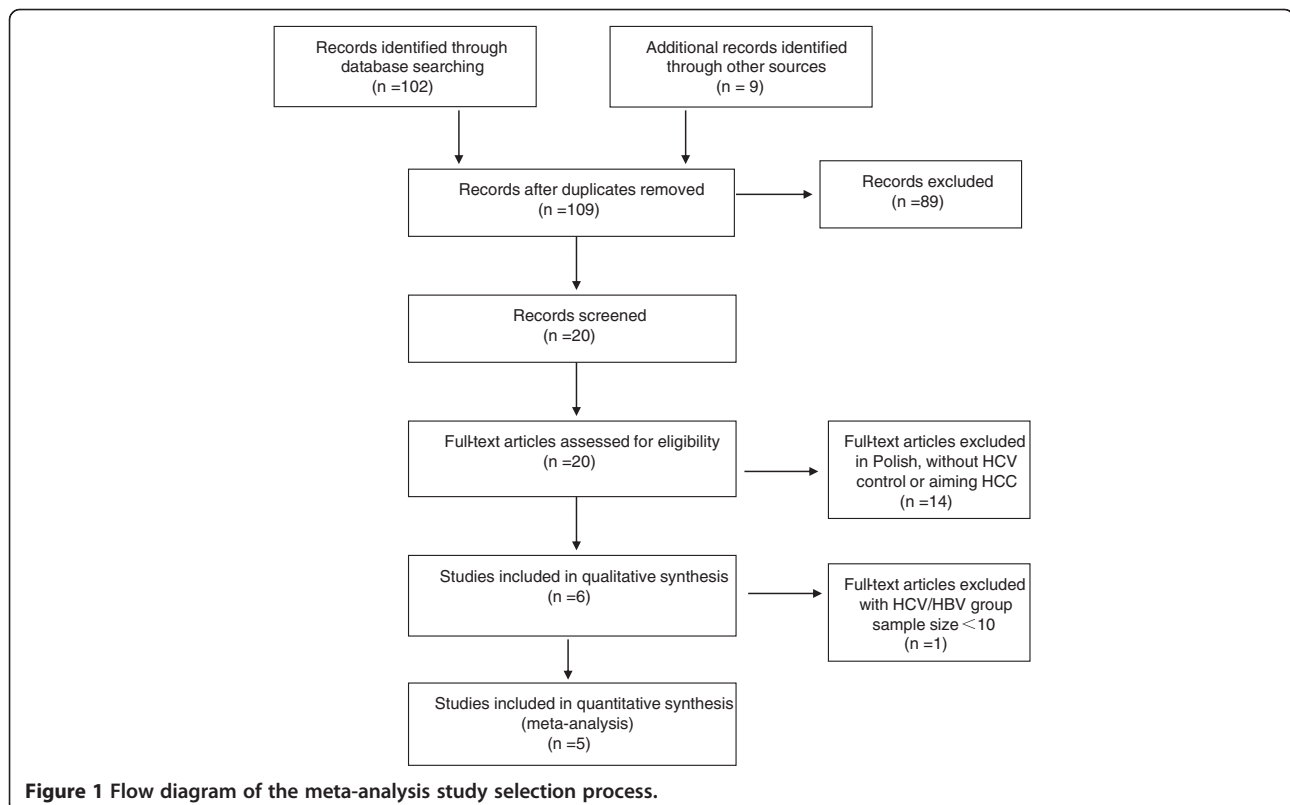 Records identified through
database searching
(n =102)
Additional records identified
through other sources
(n = 9)
Records after duplicates removed
(n =109)
Records excluded
(n =89)
Records screened
(n =20)
Full-text articles assessed for eligibility
(n =20)
Full-text articles excluded
in Polish, without HCV
control or aiming HCC
(n =14)
Studies included in qualitative synthesis
(n =6)
Full-text articles excluded
with HCV/HBV group
sample size <10
(n =1)
Studies included in quantitative synthesis
(meta-analysis)
(n =5)
Figure 1 Flow diagram of the meta-analysis study selection process.